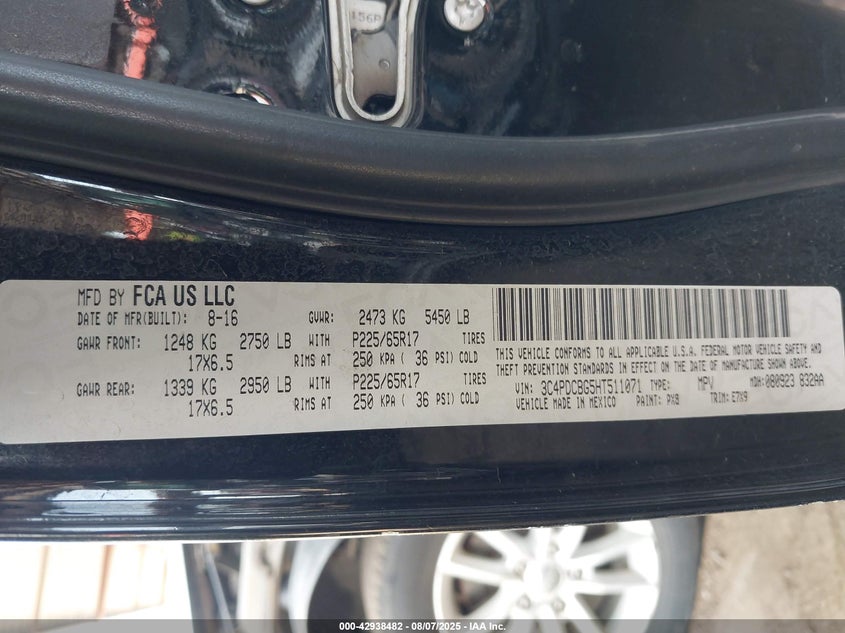 156P
MFD BY FCA US LLC
DATE OF MFR(BUILT): 8-16 GVWR: 2473 KG 5450 LB
GAWR FRONT: 1248 KG 2750 LB WITH P225/65R17 TIRES
17X6.5 RIMS AT 250 KPA ( 36 PSI) COLD
GAWR REAR: 1339 KG 2950 LB WITH P225/65R17 TIRES
17X6.5 RIMS AT 250 KPA ( 36 PSI) COLD
THIS VEHICLE CONFORMS TO ALL APPLICABLE U.S.A. FEDERAL MOTOR VEHICLE SAFETY AND
THEFT PREVENTION STANDARDS IN EFFECT ON THE DATE OF MANUFACTURE SHOWN ABOVE.
VIN: 3C4PDCBG5HT511071 TYPE: MPV MDH: 080923 832AA
VEHICLE MADE IN MEXICO PAINT: PX8 TRIM: E7X9
000-42938482 - 08/07/2025 - IAA Inc.